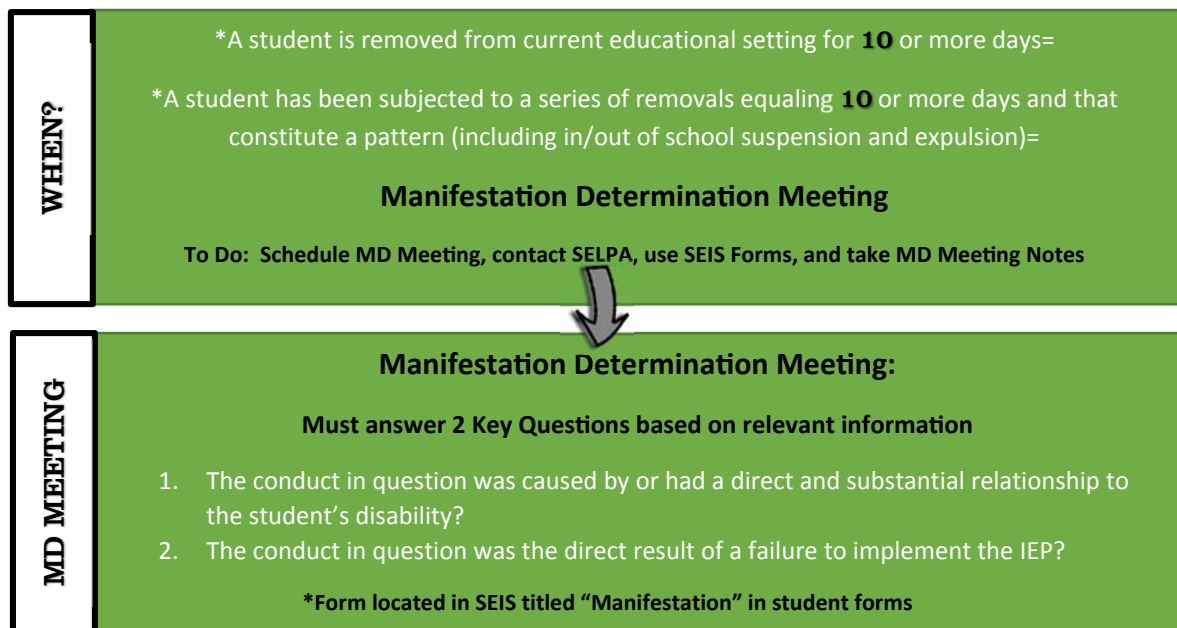 WHEN?
*A student is removed from current educational setting for 10 or more days=
*A student has been subjected to a series of removals equaling 10 or more days and that
constitute a pattern (including in/out of school suspension and expulsion)=
Manifestation Determination Meeting
To Do:  Schedule MD Meeting, contact SELPA, use SEIS Forms, and take MD Meeting Notes
MD MEETING
Manifestation Determination Meeting:
Must answer 2 Key Questions based on relevant information
1. The conduct in question was caused by or had a direct and substantial relationship to
the student's disability?
2. The conduct in question was the direct result of a failure to implement the IEP?
*Form located in SEIS titled "Manifestation" in student forms